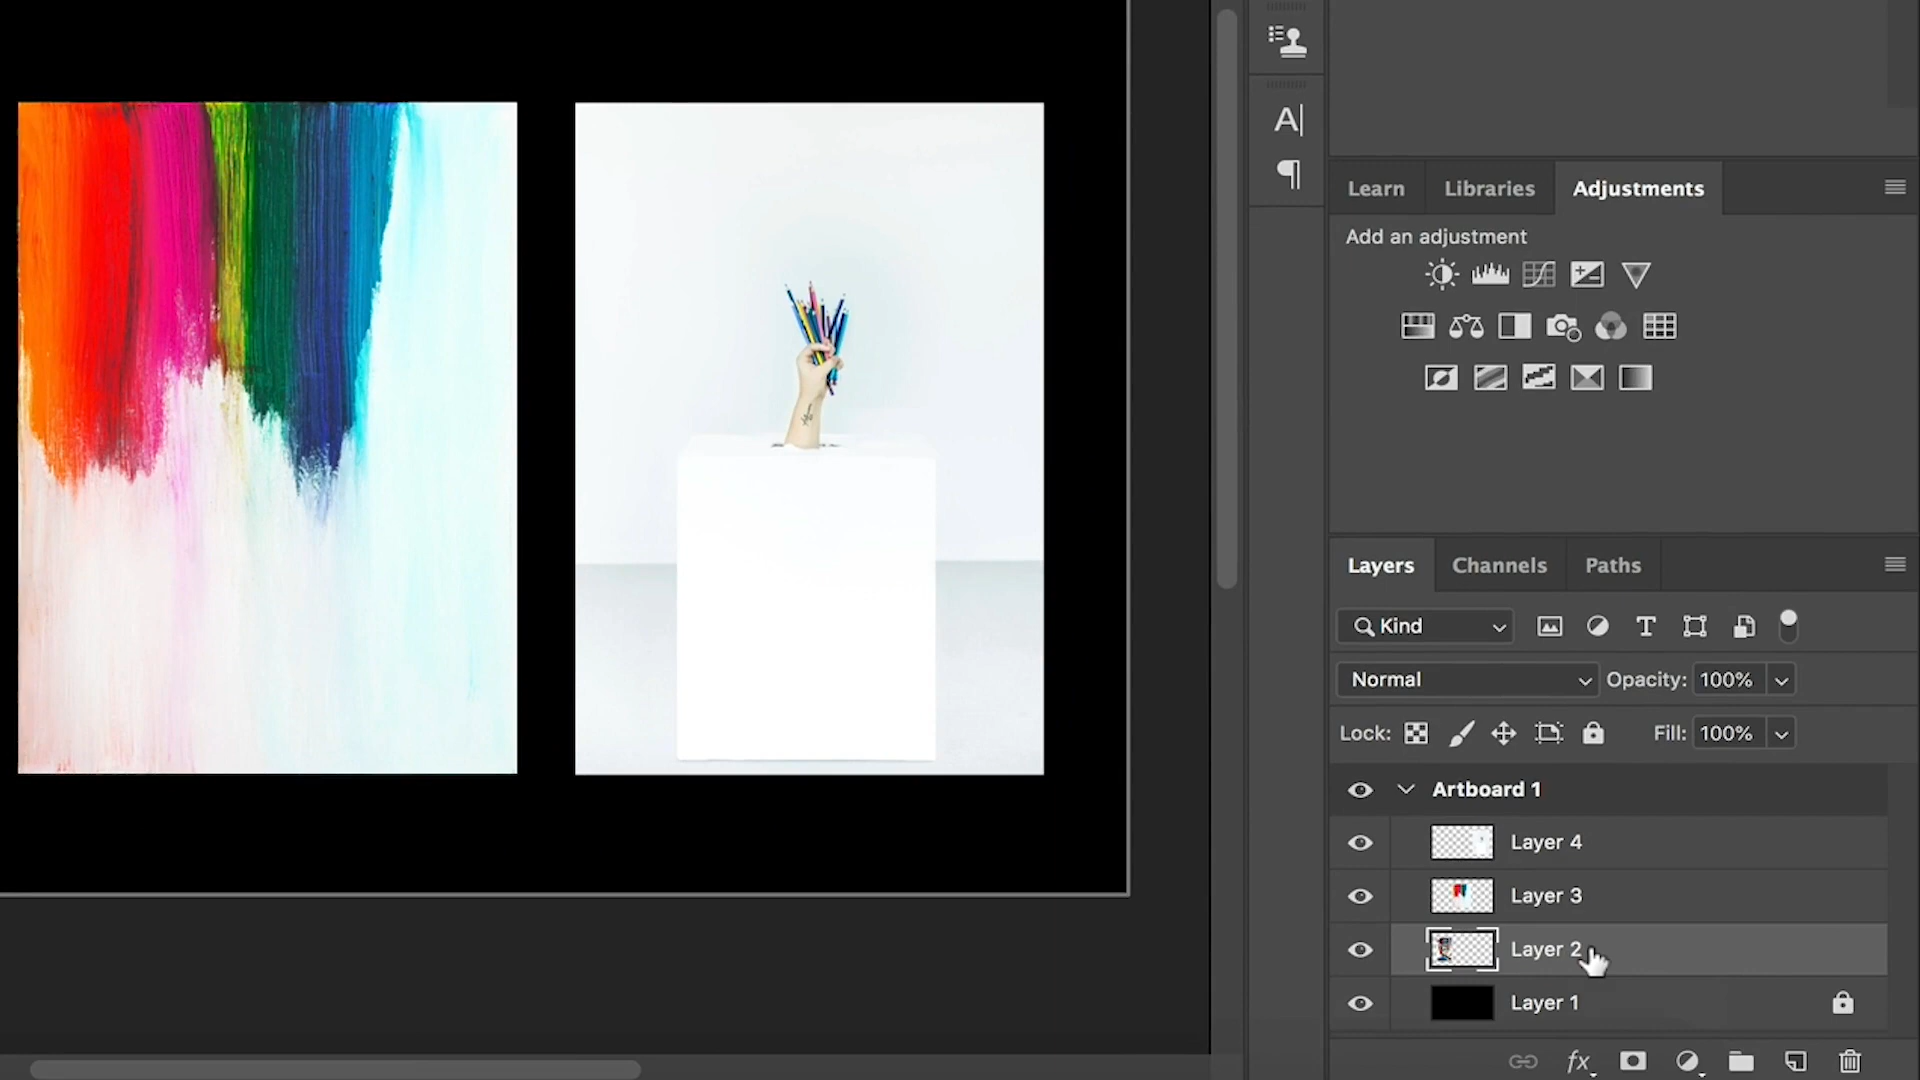 Learn Libraries Adjustments
Add an adjustment
Layers Channels Paths
Kind
Normal Opacity: 100%
Lock: Fill: 100%
Artboard 1
Layer 4
Layer 3
Layer 2
Layer 1
fx